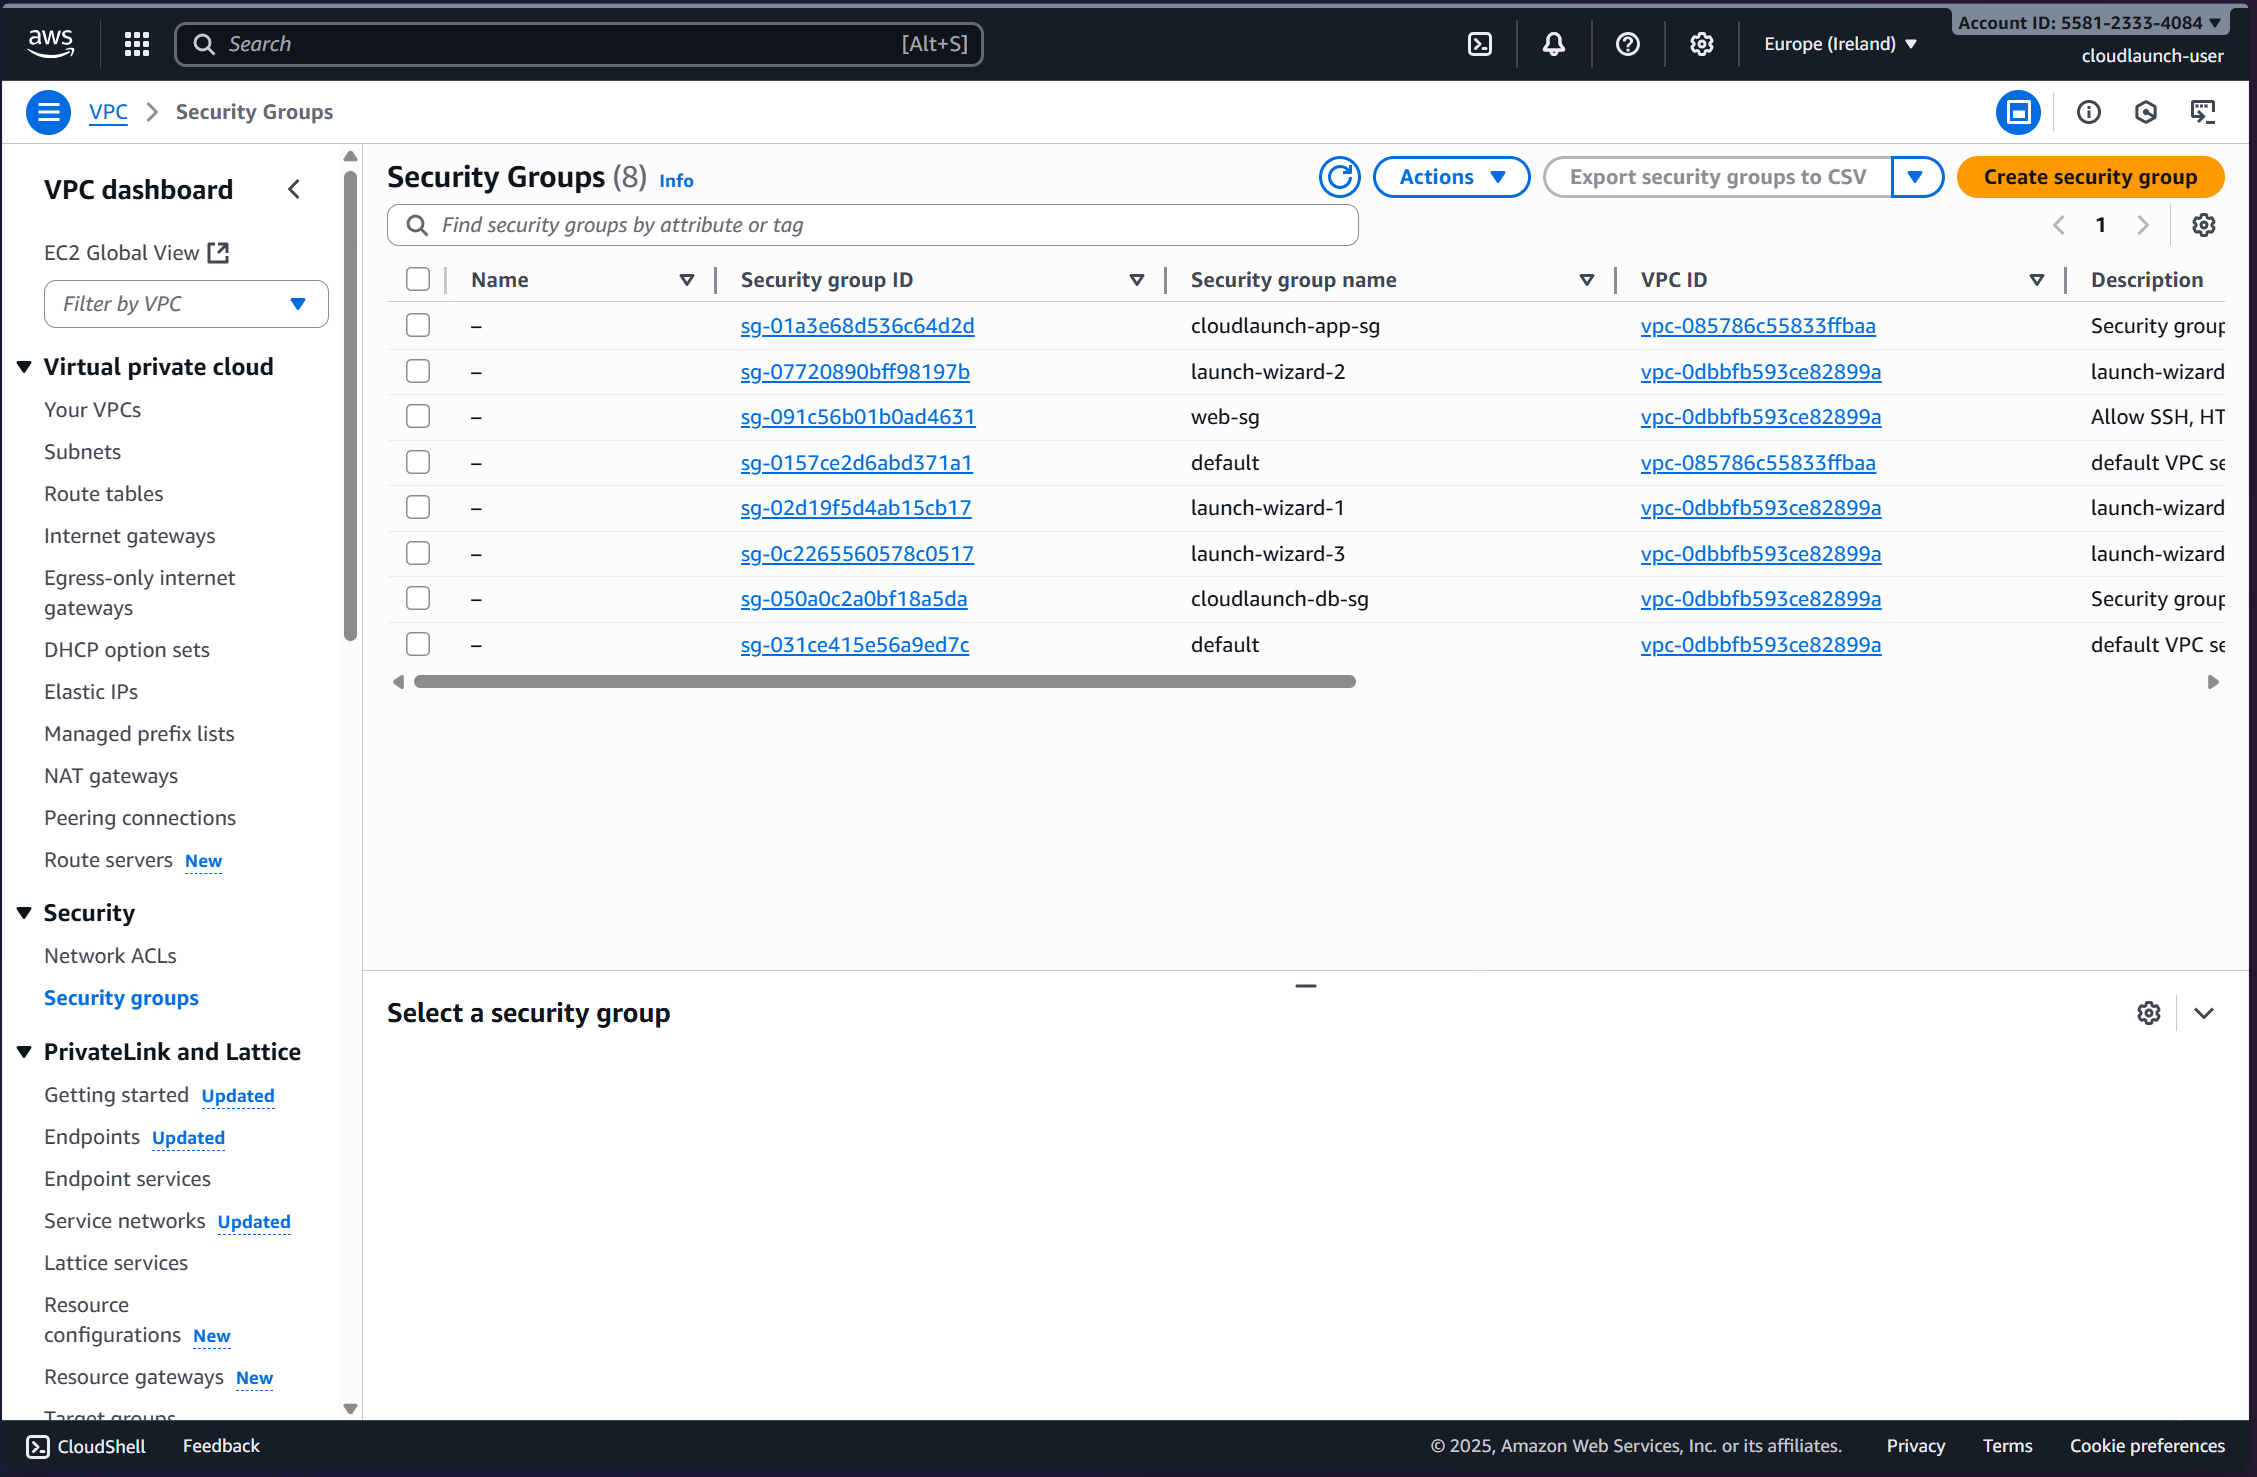 aws
Search [Alt+S]
Europe (Ireland)
Account ID: 5581-2333-4084
cloudlaunch-user
VPC Security Groups
VPC dashboard
EC2 Global View
Filter by VPC
Virtual private cloud
Your VPCs
Subnets
Route tables
Internet gateways
Egress-only internet
gateways
DHCP option sets
Elastic IPs
Managed prefix lists
NAT gateways
Peering connections
Route servers New
Security
Network ACLs
Security groups
PrivateLink and Lattice
Getting started Updated
Endpoints Updated
Endpoint services
Service networks Updated
Lattice services
Resource
configurations New
Resource gateways New
Target groups
Security Groups (8) Info
Actions
Export security groups to CSV
Create security group
Find security groups by attribute or tag
1
Name Security group ID Security group name VPC ID Description
– sg-01a3e68d536c64d2d cloudlaunch-app-sg vpc-085786c55833ffbaa Security group
– sg-07720890bff98197b launch-wizard-2 vpc-0dbbfb593ce82899a launch-wizard
– sg-091c56b01b0ad4631 web-sg vpc-0dbbfb593ce82899a Allow SSH, HT
– sg-0157ce2d6abd371a1 default vpc-085786c55833ffbaa default VPC se
– sg-02d19f5d4ab15cb17 launch-wizard-1 vpc-0dbbfb593ce82899a launch-wizard
– sg-0c2265560578c0517 launch-wizard-3 vpc-0dbbfb593ce82899a launch-wizard
– sg-050a0c2a0bf18a5da cloudlaunch-db-sg vpc-0dbbfb593ce82899a Security group
– sg-031ce415e56a9ed7c default vpc-0dbbfb593ce82899a default VPC se
Select a security group
CloudShell Feedback © 2025, Amazon Web Services, Inc. or its affiliates. Privacy Terms Cookie preferences